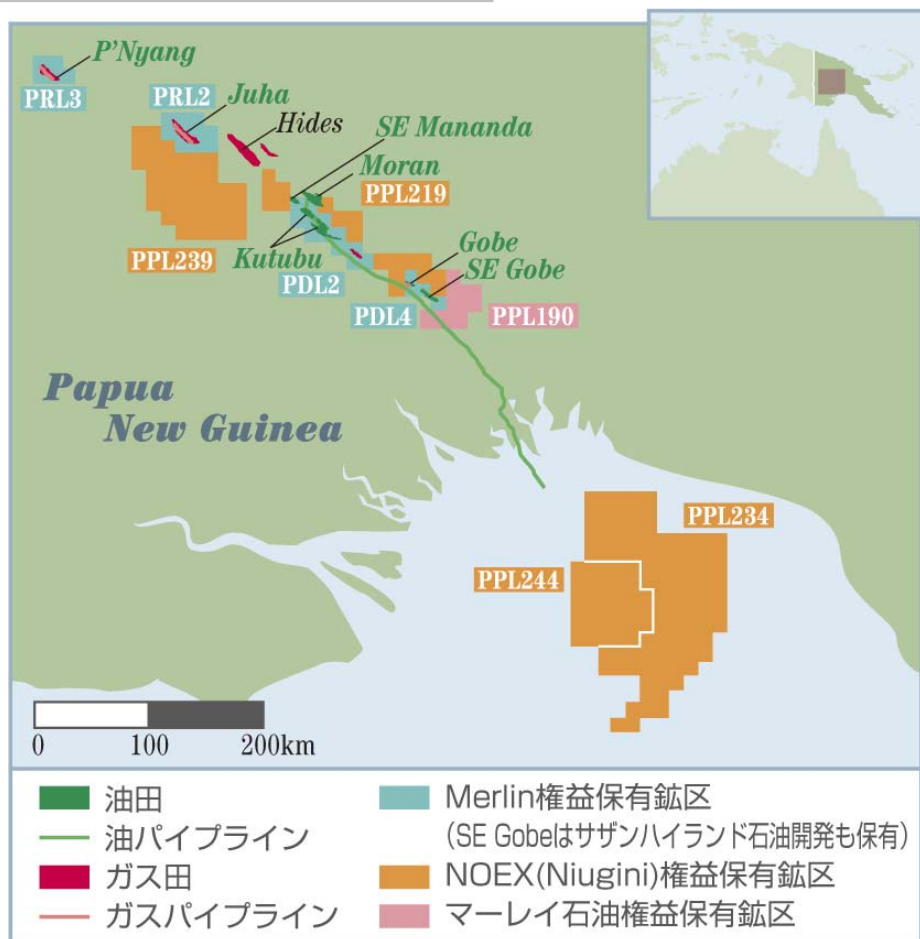 P'Nyang
PRL3
PRL2
Juha
Hides
SE Mananda
Moran
PPL219
PPL239
Kutubu
PDL2
Gobe
SE Gobe
PDL4
PPL190
Papua
New Guinea
PPL234
PPL244
0 100 200km
油田
油パイプライン
ガス田
ガスパイプライン
Merlin権益保有鉱区
(SE Gobeはサザンハイランド石油開発も保有)
NOEX(Niugini)権益保有鉱区
マーレイ石油権益保有鉱区